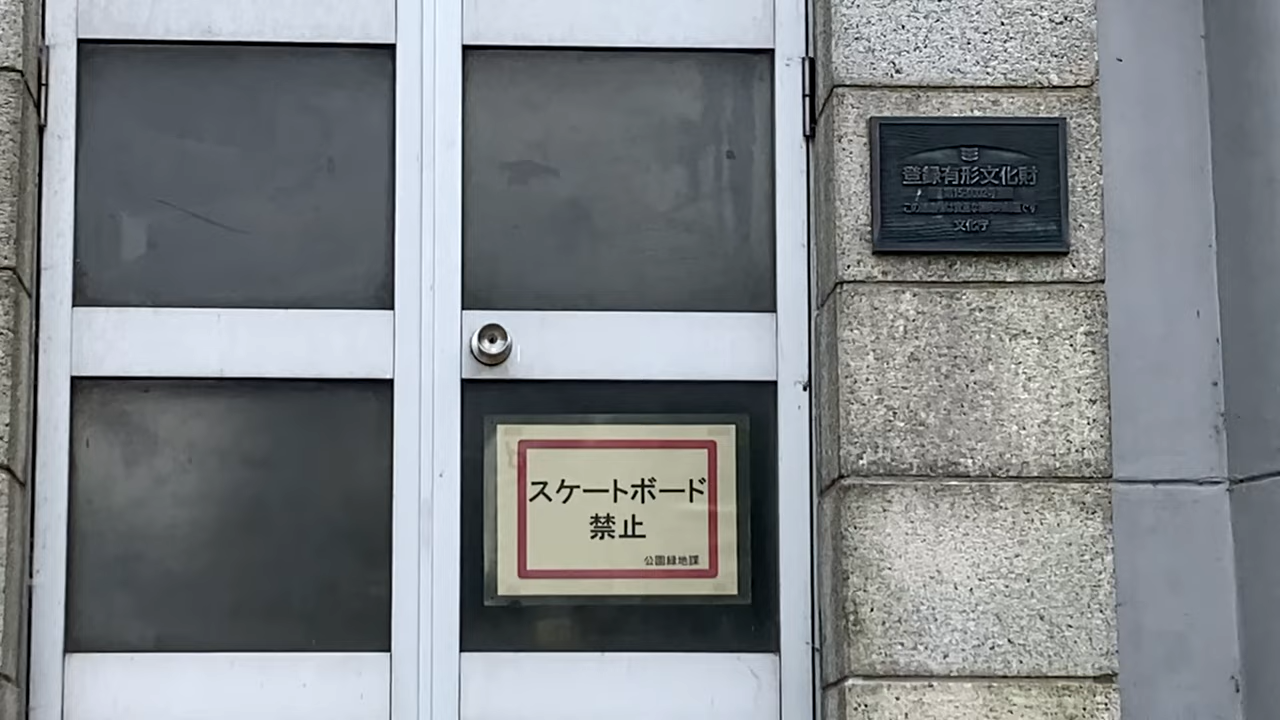 スケートボード
禁止
公園緑地課
登録有形文化財
文化庁